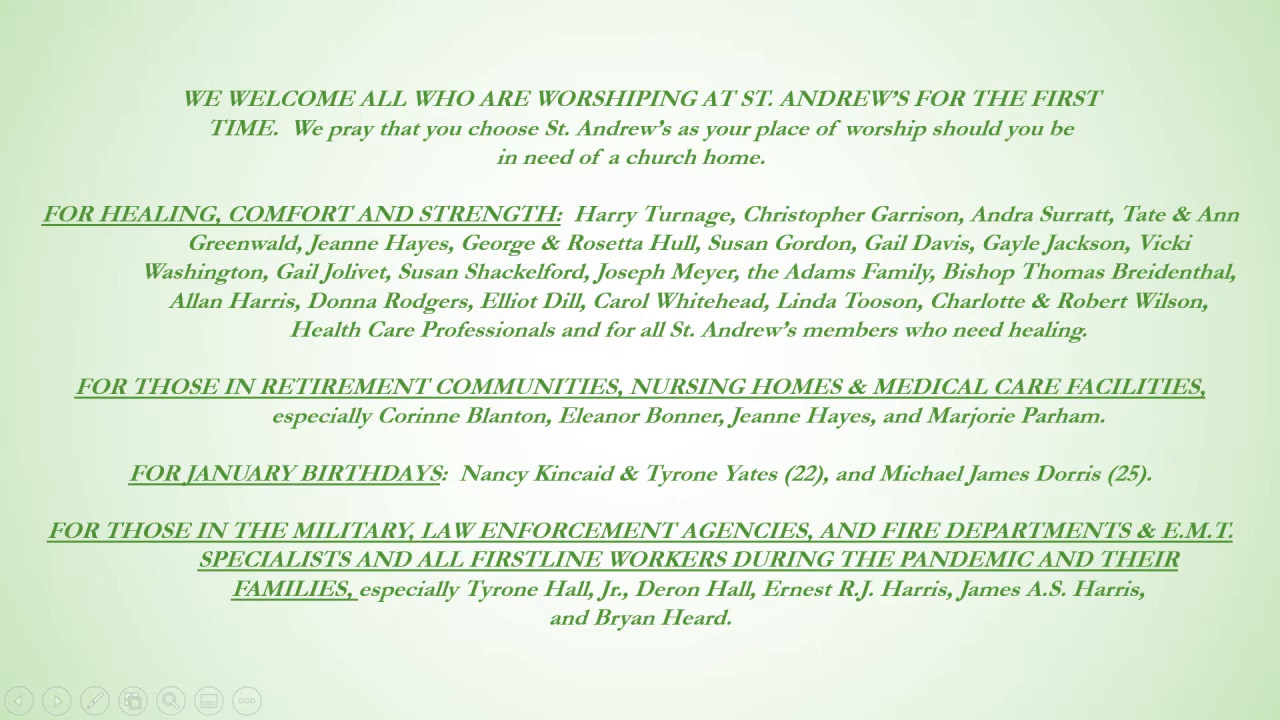 WE WELCOME ALL WHO ARE WORSHIPING AT ST. ANDREW’S FOR THE FIRST
TIME.  We pray that you choose St. Andrew’s as your place of worship should you be
in need of a church home.
FOR HEALING, COMFORT AND STRENGTH:  Harry Turnage, Christopher Garrison, Andra Surratt, Tate & Ann
Greenwald, Jeanne Hayes, George & Rosetta Hull, Susan Gordon, Gail Davis, Gayle Jackson, Vicki
Washington, Gail Jolivet, Susan Shackelford, Joseph Meyer, the Adams Family, Bishop Thomas Breidenthal,
Allan Harris, Donna Rodgers, Elliot Dill, Carol Whitehead, Linda Tooson, Charlotte & Robert Wilson,
Health Care Professionals and for all St. Andrew’s members who need healing.
FOR THOSE IN RETIREMENT COMMUNITIES, NURSING HOMES & MEDICAL CARE FACILITIES,
especially Corinne Blanton, Eleanor Bonner, Jeanne Hayes, and Marjorie Parham.
FOR JANUARY BIRTHDAYS:  Nancy Kincaid & Tyrone Yates (22), and Michael James Dorris (25).
FOR THOSE IN THE MILITARY, LAW ENFORCEMENT AGENCIES, AND FIRE DEPARTMENTS & E.M.T.
SPECIALISTS AND ALL FIRSTLINE WORKERS DURING THE PANDEMIC AND THEIR
FAMILIES, especially Tyrone Hall, Jr., Deron Hall, Ernest R.J. Harris, James A.S. Harris,
and Bryan Heard.